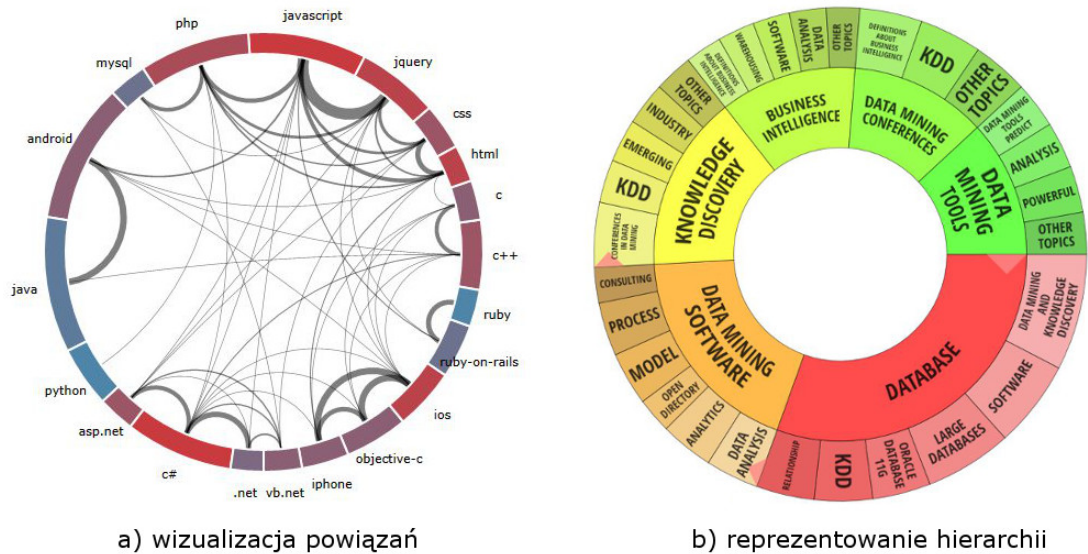 javascript
jquery
css
html
c
c++
ruby
ruby-on-rails
ios
objective-c
iphone
vb.net
.net
c#
asp.net
python
java
android
mysql
php
a) wizualizacja powiązań
BUSINESS
INTELLIGENCE
DATA MINING
CONFERENCES
DATA
MINING
TOOLS
DATABASE
DATA MINING
SOFTWARE
KNOWLEDGE
DISCOVERY
DEFINITIONS
ABOUT BUSINESS
INTELLIGENCE
WAREHOUSING
SOFTWARE
DATA
ANALYSIS
OTHER
TOPICS
DEFINITIONS
ABOUT
BUSINESS
INTELLIGENCE
KDD
OTHER
TOPICS
DATA MINING
TOOLS
PREDICT
ANALYSIS
POWERFUL
OTHER
TOPICS
DATA MINING
AND
KNOWLEDGE
DISCOVERY
SOFTWARE
LARGE
DATABASES
ORACLE
DATABASE
11G
KDD
RELATIONSHIP
DATA
ANALYSIS
ANALYTICS
OPEN
DIRECTORY
MODEL
PROCESS
CONSULTING
CONFERENCES
IN DATA
MINING
KDD
EMERGING
INDUSTRY
OTHER
TOPICS
b) reprezentowanie hierarchii